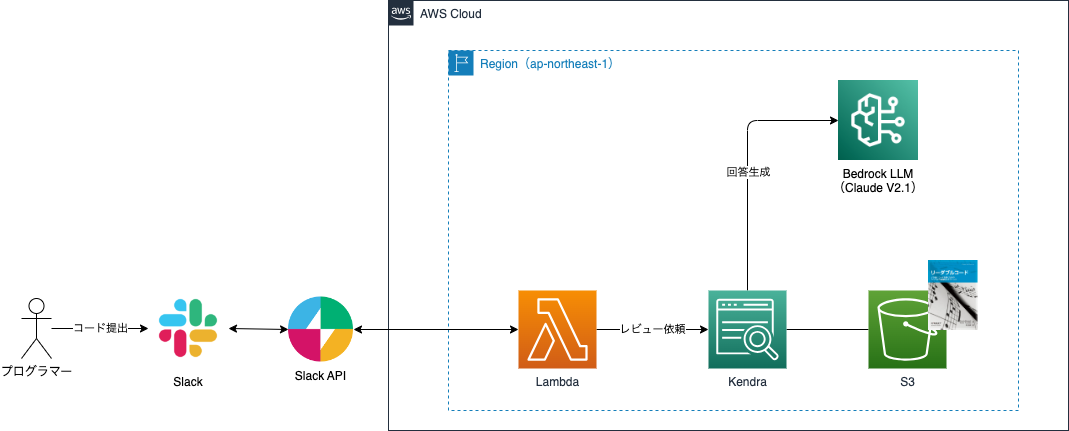 aws
AWS Cloud
Region（ap-northeast-1）
回答生成
Bedrock LLM
（Claude V2.1）
リーダブルコード
プログラマー
コード提出
Slack
Slack API
Lambda
レビュー依頼
Kendra
S3